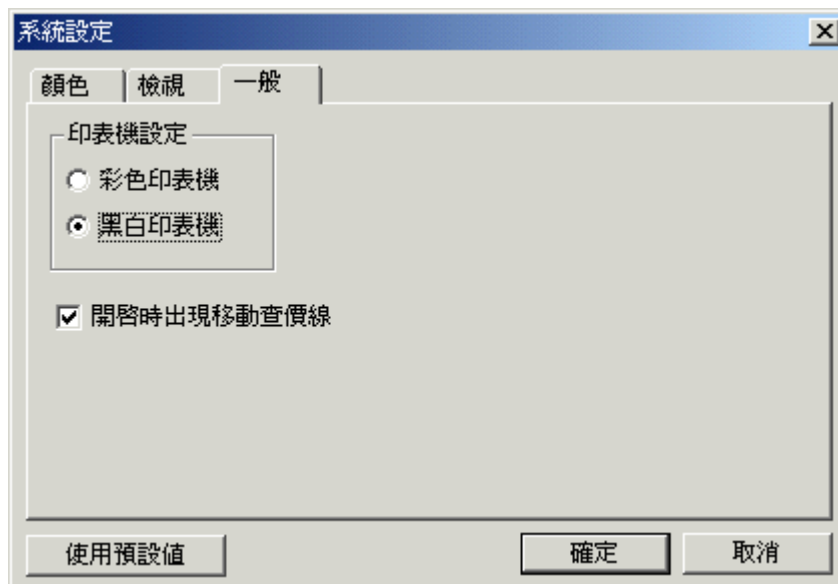 系統設定
顏色 檢視 一般
印表機設定
彩色印表機
黑白印表機
開啓時出現移動查價線
使用預設值 確定 取消